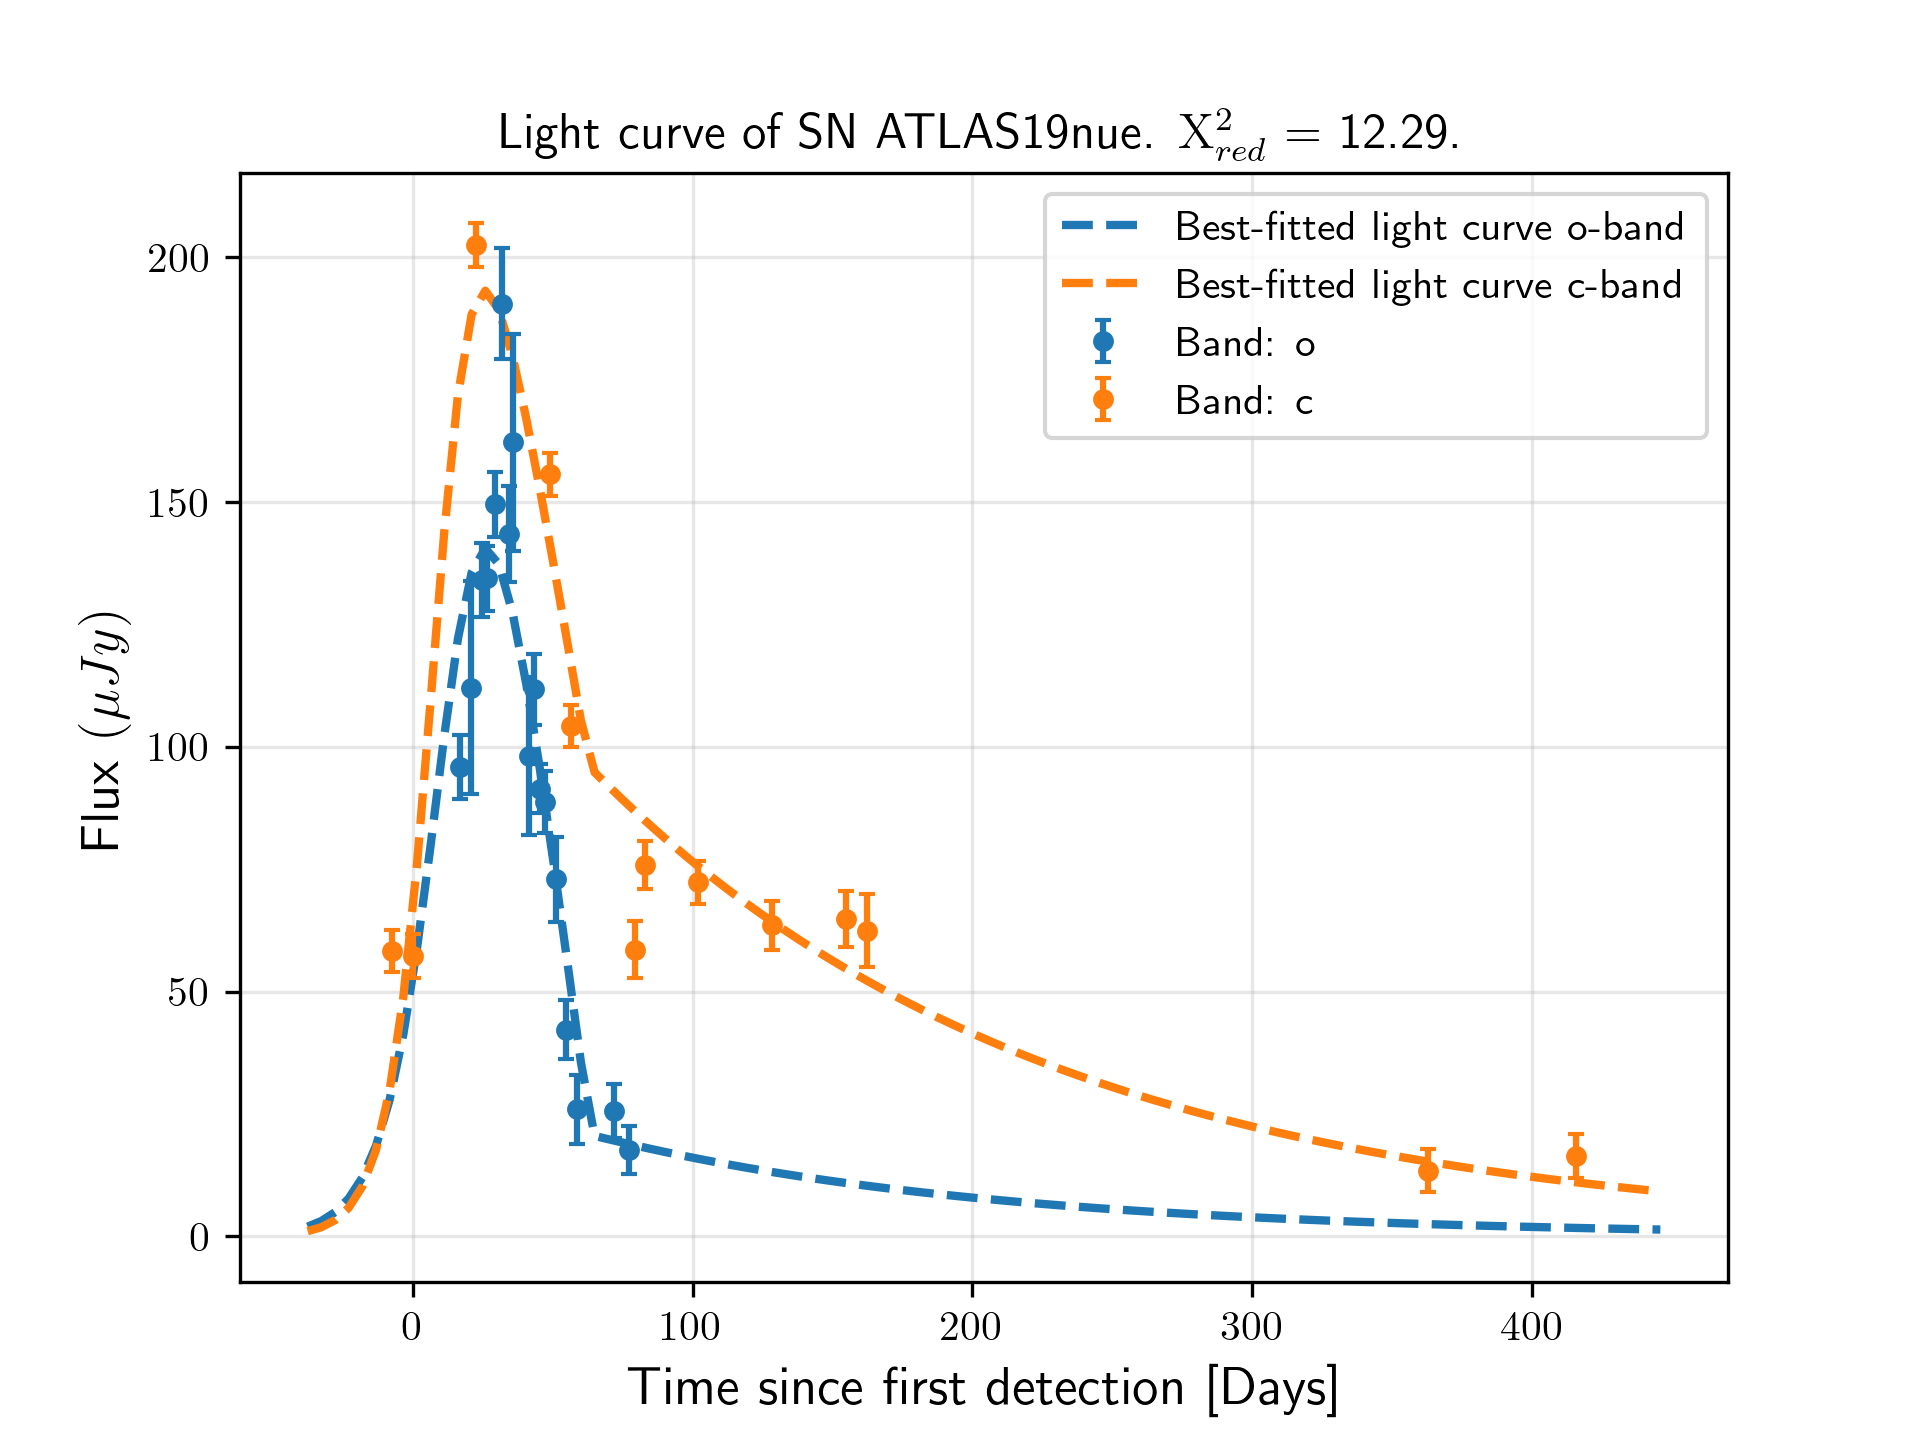 Light curve of SN ATLAS19nue. X²red = 12.29.
Best-fitted light curve o-band
Best-fitted light curve c-band
Band: o
Band: c
Flux (μJy)
200
150
100
50
0
0 100 200 300 400
Time since first detection [Days]